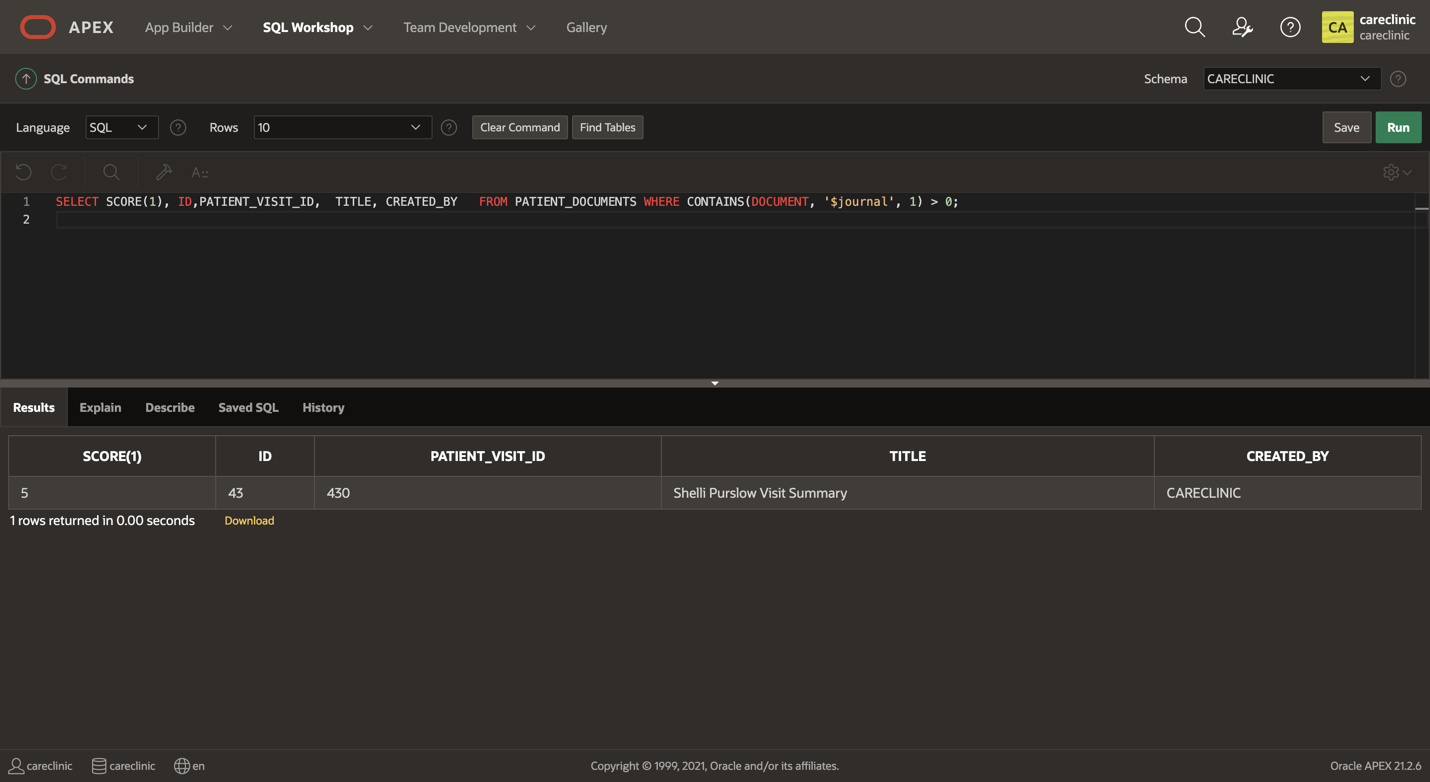 APEX App Builder SQL Workshop Team Development Gallery CA careclinic
careclinic
SQL Commands Schema CARECLINIC
Language SQL Rows 10 Clear Command Find Tables Save Run
1 SELECT SCORE(1), ID,PATIENT_VISIT_ID,  TITLE, CREATED_BY   FROM PATIENT_DOCUMENTS WHERE CONTAINS(DOCUMENT, '$journal', 1) > 0;
2
Results Explain Describe Saved SQL History
SCORE(1) ID PATIENT_VISIT_ID TITLE CREATED_BY
5 43 430 Shelli Purslow Visit Summary CARECLINIC
1 rows returned in 0.00 seconds Download
careclinic careclinic en Copyright © 1999, 2021, Oracle and/or its affiliates. Oracle APEX 21.2.6